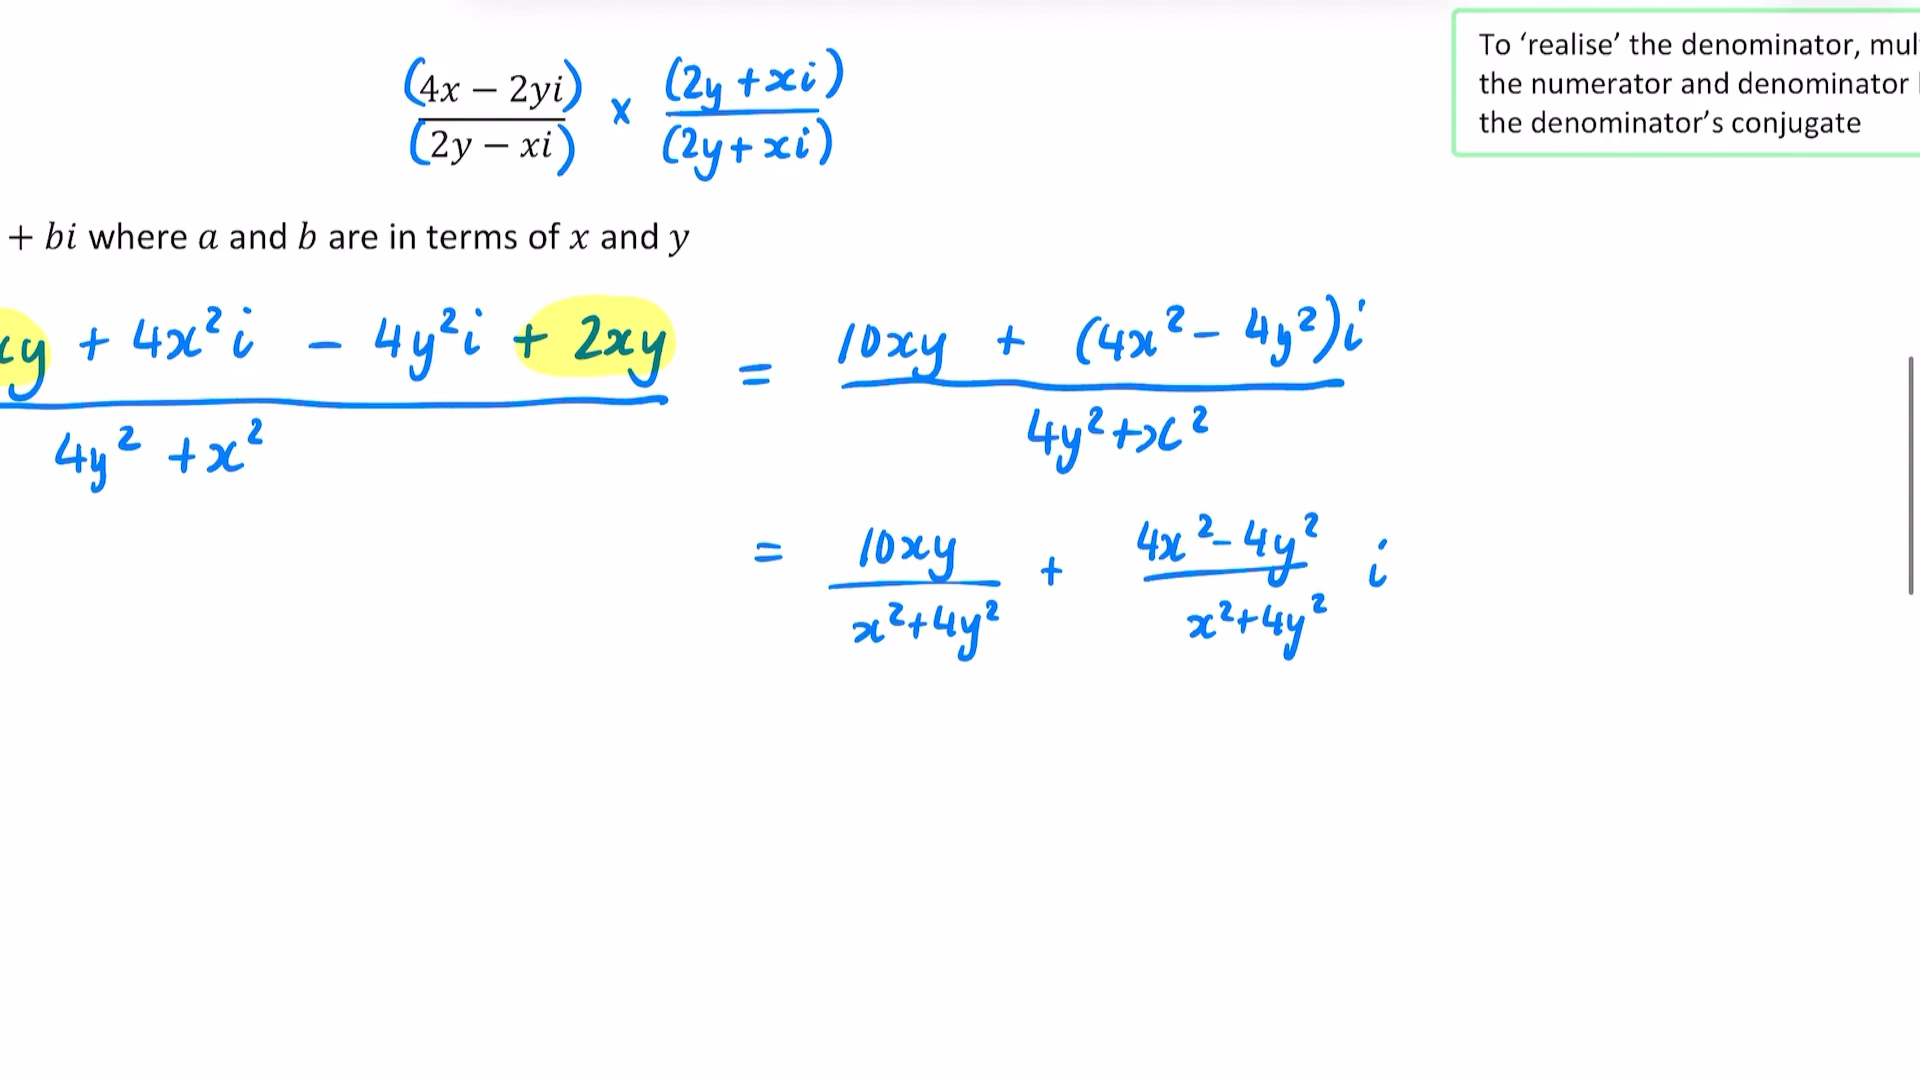 (4x − 2yi) × (2y + xi)
(2y − xi) (2y + xi)
To ‘realise’ the denominator,
the numerator and denominator
the denominator’s conjugate
+ bi where a and b are in terms of x and y
y + 4x²i − 4y²i + 2xy = 10xy + (4x² − 4y²)i
4y² + x² 4y² + x²
= 10xy + 4x² − 4y² i
x² + 4y² x² + 4y²